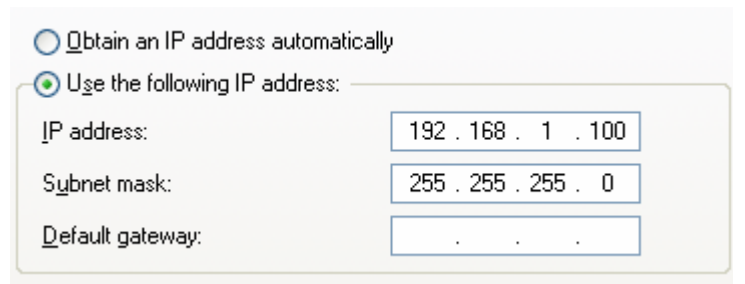 Obtain an IP address automatically
Use the following IP address:
IP address: 192 . 168 . 1 . 100
Subnet mask: 255 . 255 . 255 . 0
Default gateway: . . .